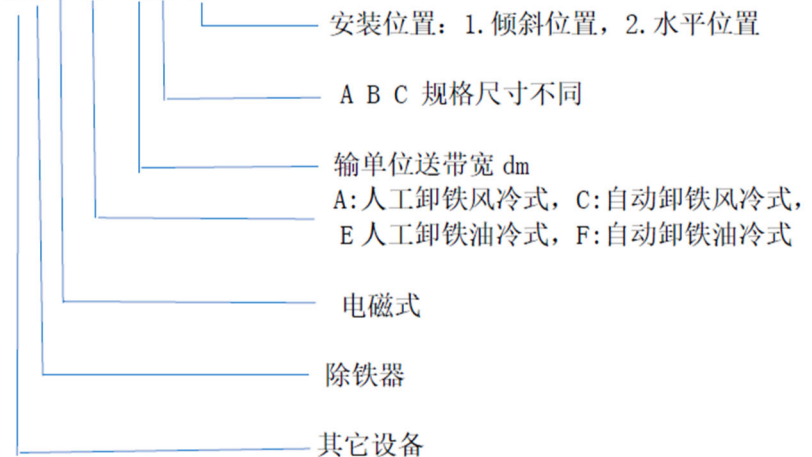 安装位置：1.倾斜位置，2.水平位置
A B C 规格尺寸不同
输单位送带宽 dm
A:人工卸铁风冷式，C:自动卸铁风冷式，
E 人工卸铁油冷式，F:自动卸铁油冷式
电磁式
除铁器
其它设备